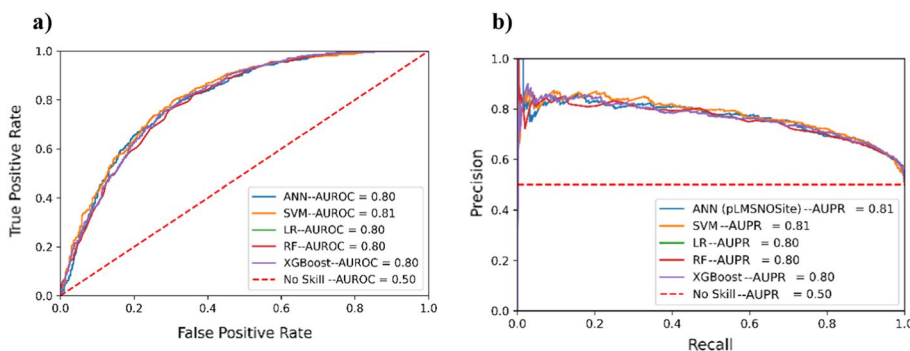 a)
True Positive Rate
1.0
0.8
0.6
0.4
0.2
0.0
0.0 0.2 0.4 0.6 0.8 1.0
False Positive Rate
ANN--AUROC = 0.80
SVM--AUROC = 0.81
LR--AUROC = 0.80
RF--AUROC = 0.80
XGBoost--AUROC = 0.80
No Skill --AUROC = 0.50
b)
Precision
1.0
0.8
0.6
0.4
0.2
0.0
0.0 0.2 0.4 0.6 0.8 1.0
Recall
ANN (pLMSNOSite) --AUPR = 0.81
SVM --AUPR = 0.81
LR--AUPR = 0.80
RF--AUPR = 0.80
XGBoost--AUPR = 0.80
No Skill--AUPR = 0.50